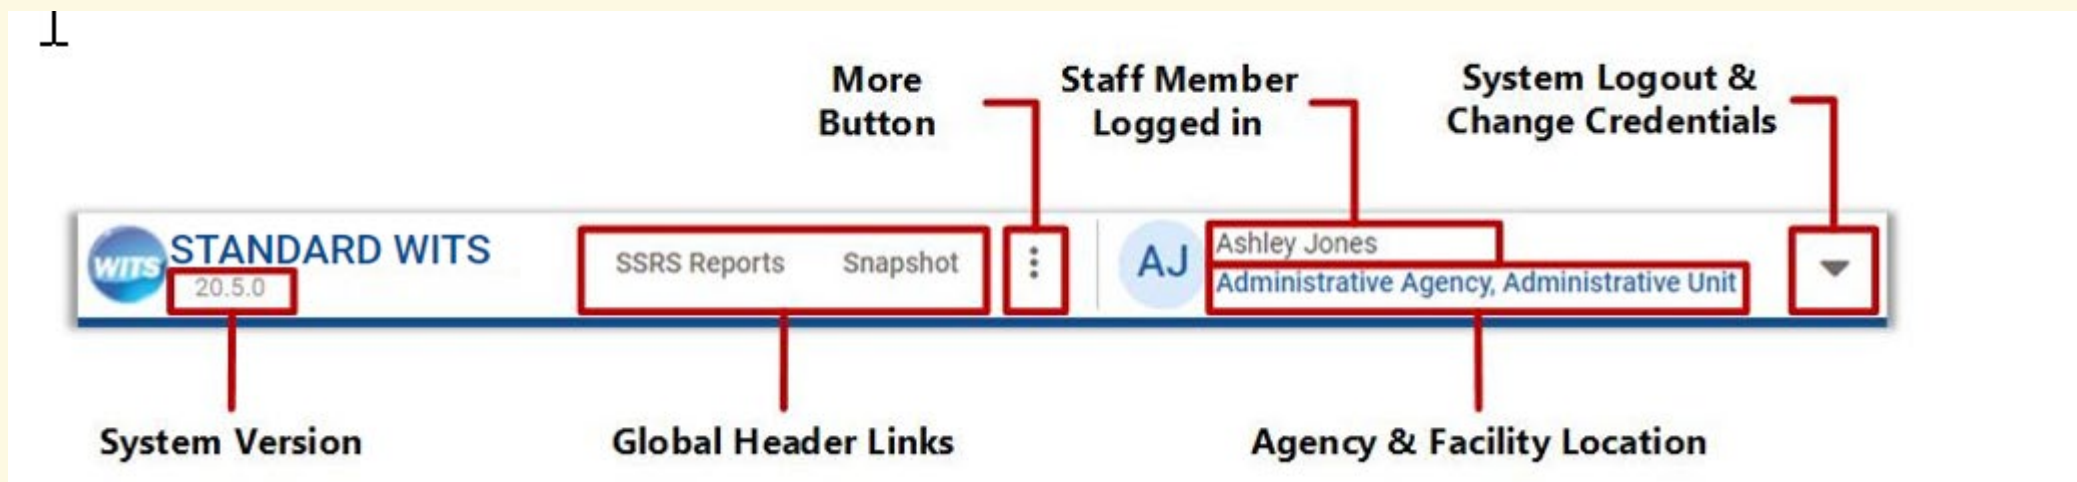 More
Button
Staff Member
Logged in
System Logout &
Change Credentials
WITS
STANDARD WITS
20.5.0
SSRS Reports
Snapshot
AJ
Ashley Jones
Administrative Agency, Administrative Unit
System Version
Global Header Links
Agency & Facility Location